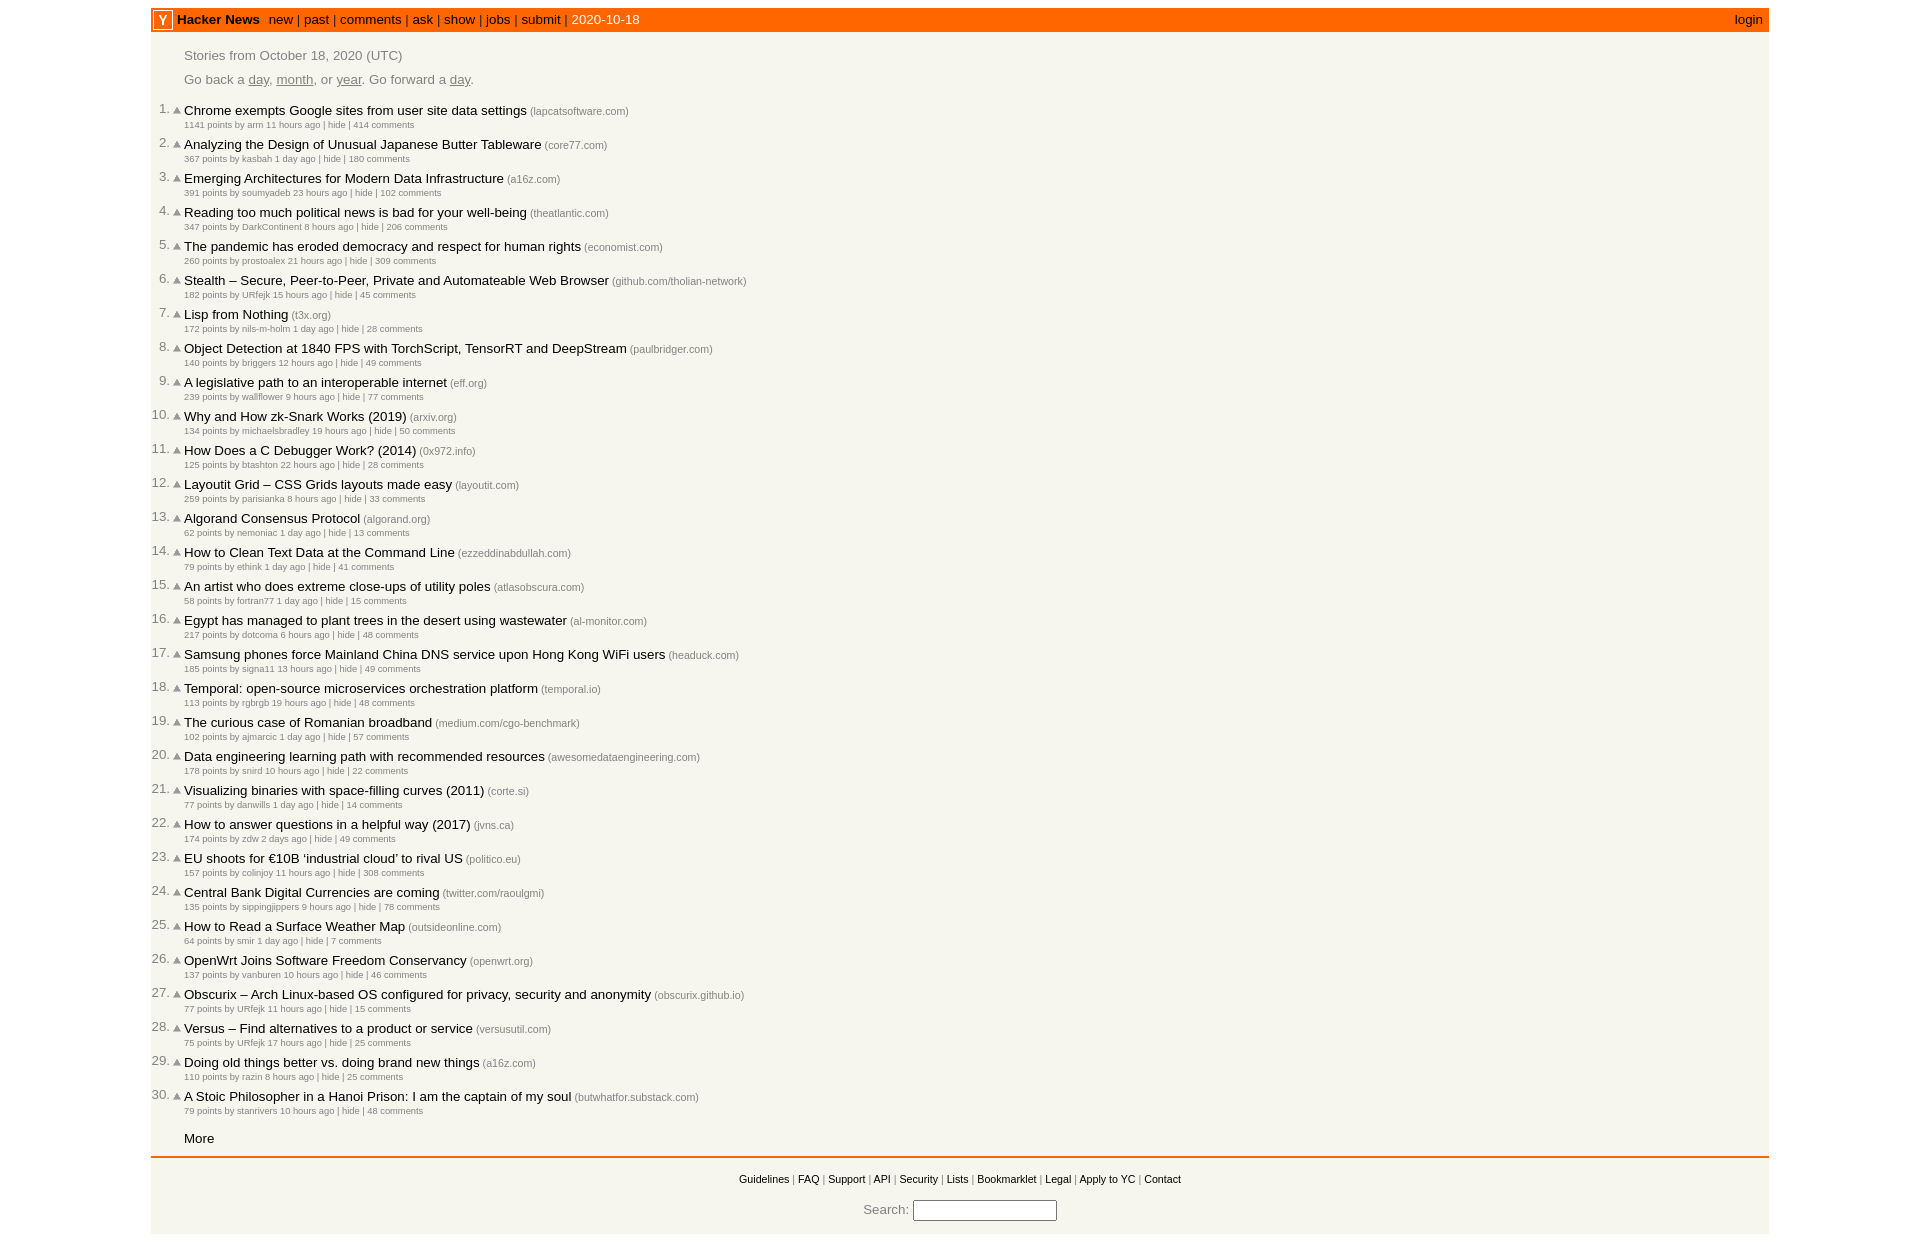 Y Hacker News new | past | comments | ask | show | jobs | submit | 2020-10-18 login
Stories from October 18, 2020 (UTC)
Go back a day, month, or year. Go forward a day.
1. Chrome exempts Google sites from user site data settings (lapcatsoftware.com)
1141 points by arm 11 hours ago | hide | 414 comments
2. Analyzing the Design of Unusual Japanese Butter Tableware (core77.com)
367 points by kasbah 1 day ago | hide | 180 comments
3. Emerging Architectures for Modern Data Infrastructure (a16z.com)
391 points by soumyadeb 23 hours ago | hide | 102 comments
4. Reading too much political news is bad for your well-being (theatlantic.com)
347 points by DarkContinent 8 hours ago | hide | 206 comments
5. The pandemic has eroded democracy and respect for human rights (economist.com)
260 points by prostoalex 21 hours ago | hide | 309 comments
6. Stealth – Secure, Peer-to-Peer, Private and Automateable Web Browser (github.com/tholian-network)
182 points by URfejk 15 hours ago | hide | 45 comments
7. Lisp from Nothing (t3x.org)
172 points by nils-m-holm 1 day ago | hide | 28 comments
8. Object Detection at 1840 FPS with TorchScript, TensorRT and DeepStream (paulbridger.com)
140 points by briggers 12 hours ago | hide | 49 comments
9. A legislative path to an interoperable internet (eff.org)
239 points by wallflower 9 hours ago | hide | 77 comments
10. Why and How zk-Snark Works (2019) (arxiv.org)
134 points by michaelsbradley 19 hours ago | hide | 50 comments
11. How Does a C Debugger Work? (2014) (0x972.info)
125 points by btashton 22 hours ago | hide | 28 comments
12. Layoutit Grid – CSS Grids layouts made easy (layoutit.com)
259 points by parisianka 8 hours ago | hide | 33 comments
13. Algorand Consensus Protocol (algorand.org)
62 points by nemoniac 1 day ago | hide | 13 comments
14. How to Clean Text Data at the Command Line (ezzeddinabdullah.com)
79 points by ethink 1 day ago | hide | 41 comments
15. An artist who does extreme close-ups of utility poles (atlasobscura.com)
58 points by fortran77 1 day ago | hide | 15 comments
16. Egypt has managed to plant trees in the desert using wastewater (al-monitor.com)
217 points by dotcoma 6 hours ago | hide | 48 comments
17. Samsung phones force Mainland China DNS service upon Hong Kong WiFi users (headuck.com)
185 points by signa11 13 hours ago | hide | 49 comments
18. Temporal: open-source microservices orchestration platform (temporal.io)
113 points by rgbrgb 19 hours ago | hide | 48 comments
19. The curious case of Romanian broadband (medium.com/cgo-benchmark)
102 points by ajmarcic 1 day ago | hide | 57 comments
20. Data engineering learning path with recommended resources (awesomedataengineering.com)
178 points by snird 10 hours ago | hide | 22 comments
21. Visualizing binaries with space-filling curves (2011) (corte.si)
77 points by danwills 1 day ago | hide | 14 comments
22. How to answer questions in a helpful way (2017) (jvns.ca)
174 points by zdw 2 days ago | hide | 49 comments
23. EU shoots for €10B ‘industrial cloud’ to rival US (politico.eu)
157 points by colinjoy 11 hours ago | hide | 308 comments
24. Central Bank Digital Currencies are coming (twitter.com/raoulgmi)
135 points by sippingjippers 9 hours ago | hide | 78 comments
25. How to Read a Surface Weather Map (outsideonline.com)
64 points by smir 1 day ago | hide | 7 comments
26. OpenWrt Joins Software Freedom Conservancy (openwrt.org)
137 points by vanburen 10 hours ago | hide | 46 comments
27. Obscurix – Arch Linux-based OS configured for privacy, security and anonymity (obscurix.github.io)
77 points by URfejk 11 hours ago | hide | 15 comments
28. Versus – Find alternatives to a product or service (versusutil.com)
75 points by URfejk 17 hours ago | hide | 25 comments
29. Doing old things better vs. doing brand new things (a16z.com)
110 points by razin 8 hours ago | hide | 25 comments
30. A Stoic Philosopher in a Hanoi Prison: I am the captain of my soul (butwhatfor.substack.com)
79 points by stanrivers 10 hours ago | hide | 48 comments
More
Guidelines | FAQ | Support | API | Security | Lists | Bookmarklet | Legal | Apply to YC | Contact
Search: